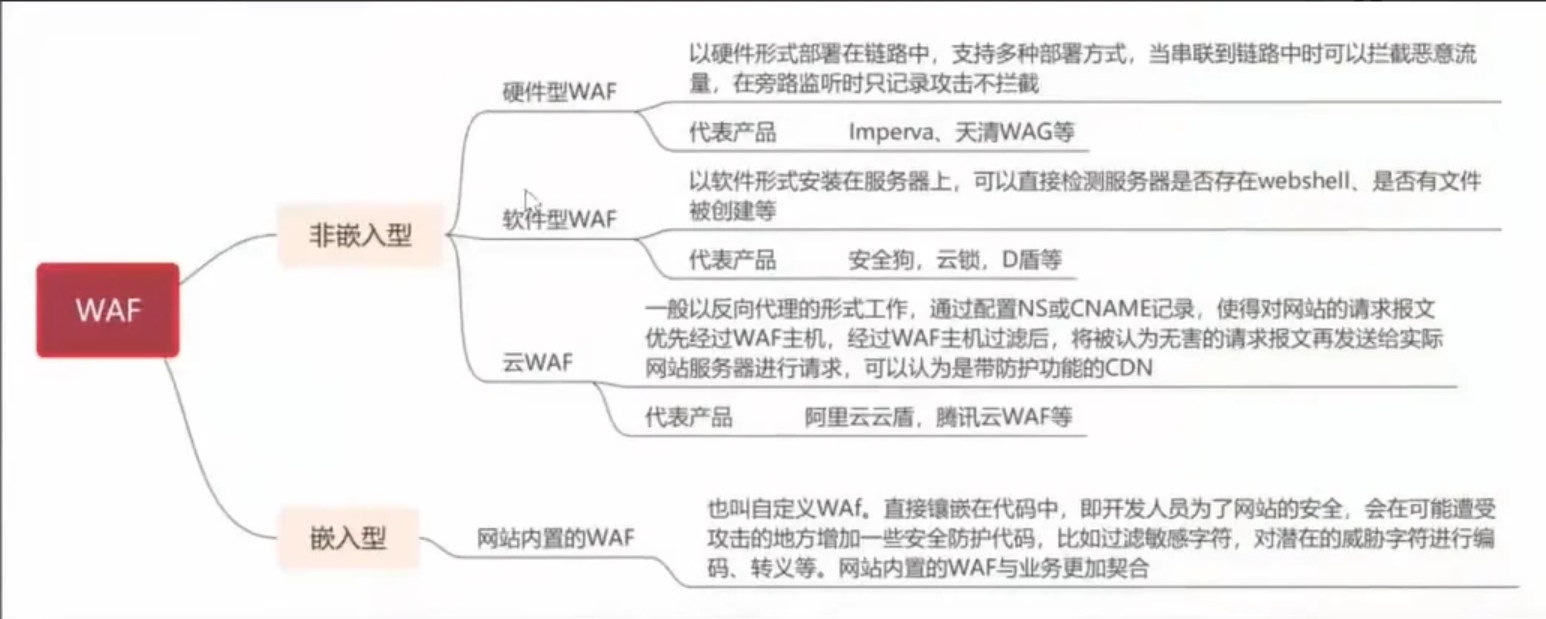 以硬件形式部署在链路中，支持多种部署方式，当串联到链路中时可以拦截恶意流
量，在旁路监听时只记录攻击不拦截
硬件型WAF
代表产品 Imperva、天清WAG等
以软件形式安装在服务器上，可以直接检测服务器是否存在webshell、是否有文件
被创建等
软件型WAF
非嵌入型
代表产品 安全狗，云锁，D盾等
WAF
一般以反向代理的形式工作，通过配置NS或CNAME记录，使得对网站的请求报文
优先经过WAF主机，经过WAF主机过滤后，将被认为无害的请求报文再发送给实际
网站服务器进行请求，可以认为是带防护功能的CDN
云WAF
代表产品 阿里云云盾，腾讯云WAF等
也叫自定义WAf。直接镶嵌在代码中，即开发人员为了网站的安全，会在可能遭受
攻击的地方增加一些安全防护代码，比如过滤敏感字符，对潜在的威胁字符进行编
码、转义等。网站内置的WAF与业务更加契合
嵌入型
网站内置的WAF